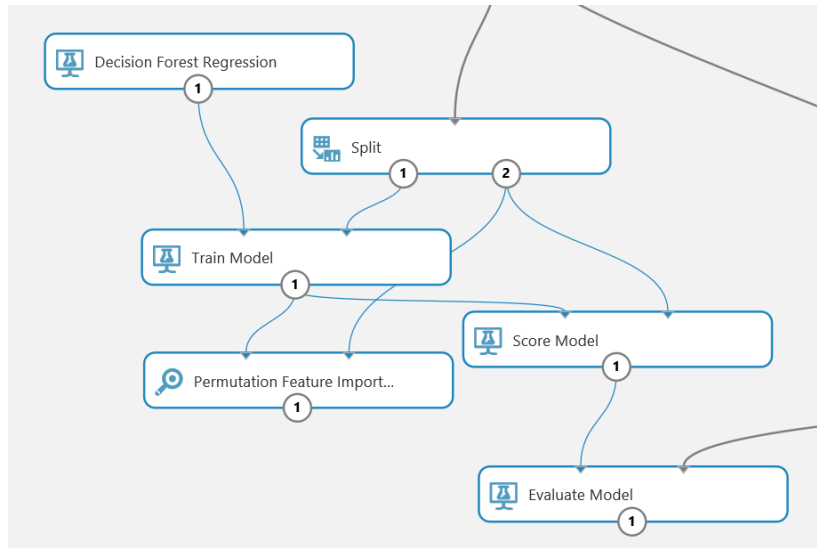 Decision Forest Regression
1
Split
1
2
Train Model
1
Score Model
1
Permutation Feature Import...
1
Evaluate Model
1